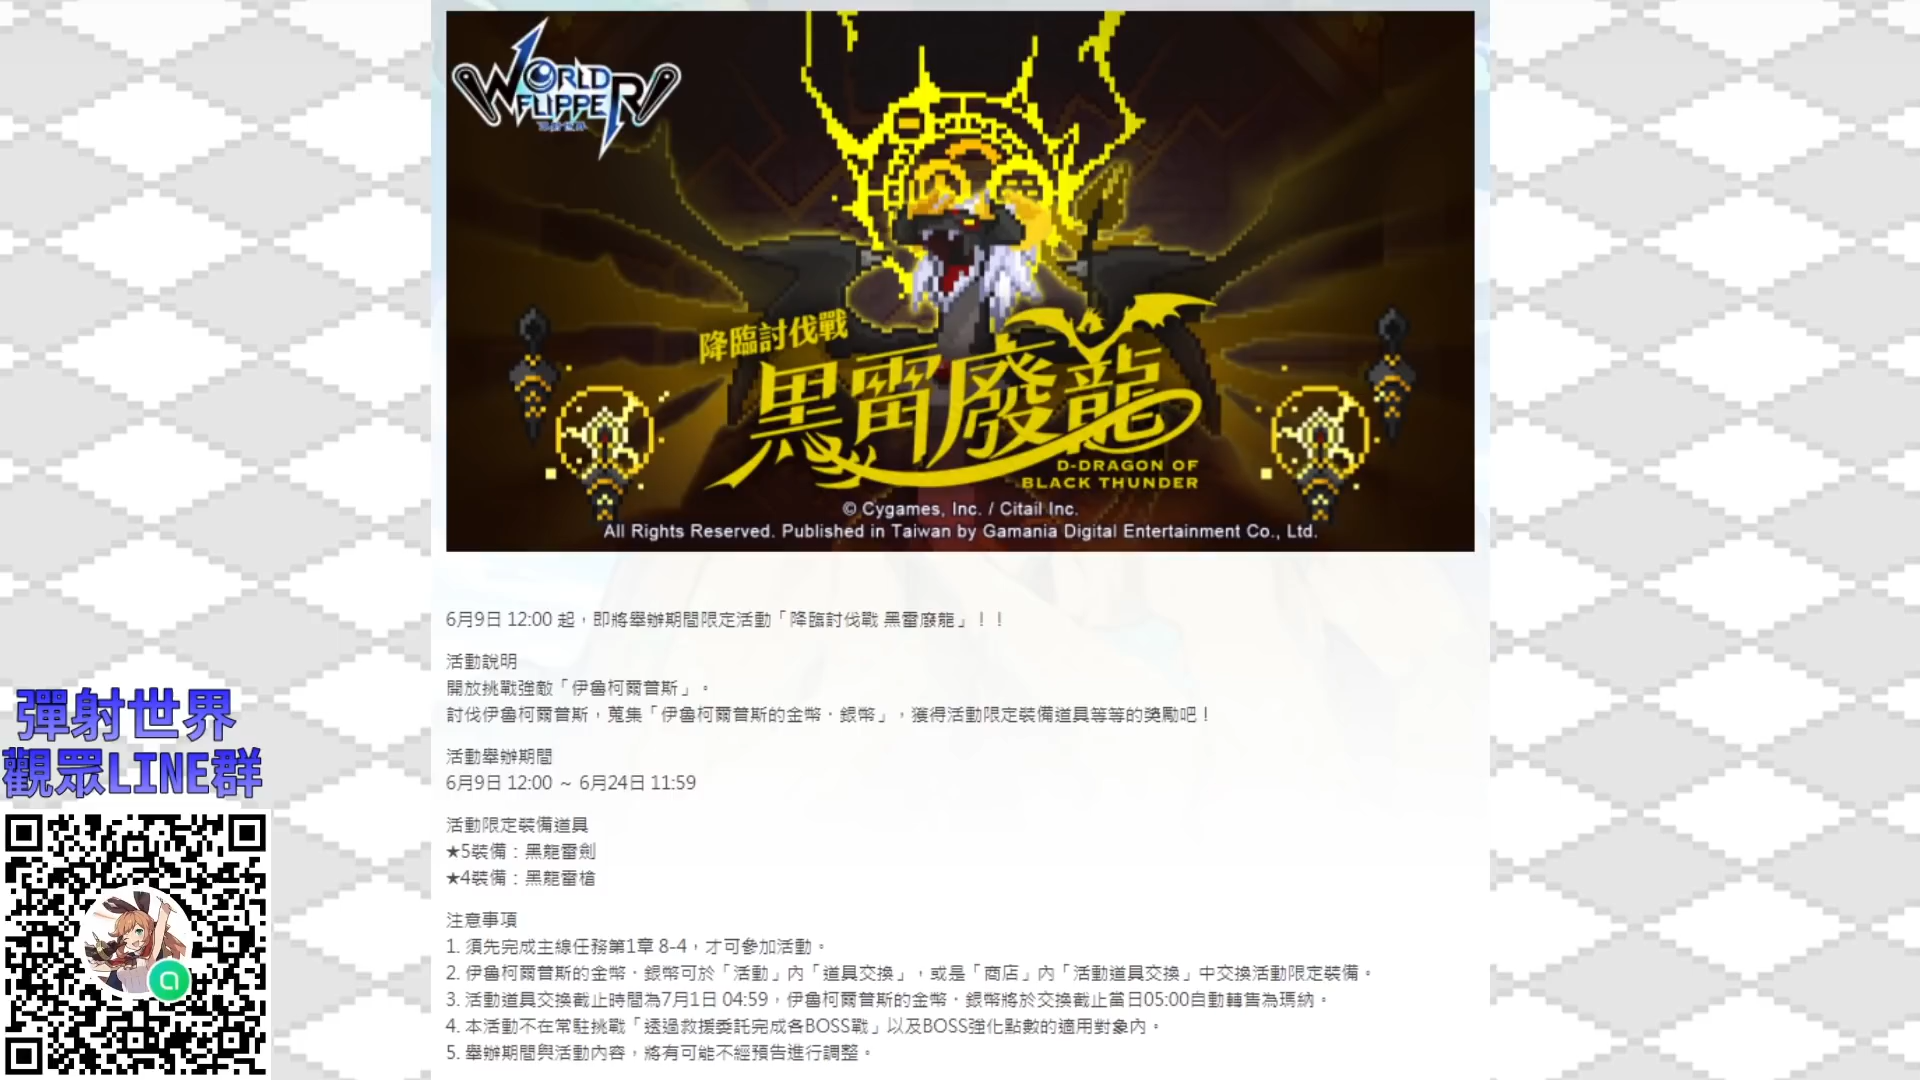 WORLD FLIPPER
降臨討伐戰
黑雷廢龍
D-DRAGON OF
BLACK THUNDER
© Cygames, Inc. / Citail Inc.
All Rights Reserved. Published in Taiwan by Gamania Digital Entertainment Co., Ltd.
6月9日 12:00 起，即將舉辦期間限定活動「降臨討伐戰 黑雷廢龍」！！
活動說明
開放挑戰強敵「伊魯柯爾普斯」。
討伐伊魯柯爾普斯，蒐集「伊魯柯爾普斯的金幣．銀幣」，獲得活動限定裝備道具等等的獎勵吧！
活動舉辦期間
6月9日 12:00 ～ 6月24日 11:59
活動限定裝備道具
★5裝備：黑龍雷劍
★4裝備：黑龍雷槍
注意事項
1. 須先完成主線任務第1章 8-4，才可參加活動。
2. 伊魯柯爾普斯的金幣．銀幣可於「活動」內「道具交換」，或是「商店」內「活動道具交換」中交換活動限定裝備。
3. 活動道具交換截止時間為7月1日 04:59，伊魯柯爾普斯的金幣．銀幣將於交換截止當日05:00自動轉售為瑪納。
4. 本活動不在常駐挑戰「透過救援委託完成各BOSS戰」以及BOSS強化點數的適用對象內。
5. 舉辦期間與活動內容，將有可能不經預告進行調整。
彈射世界
觀眾LINE群